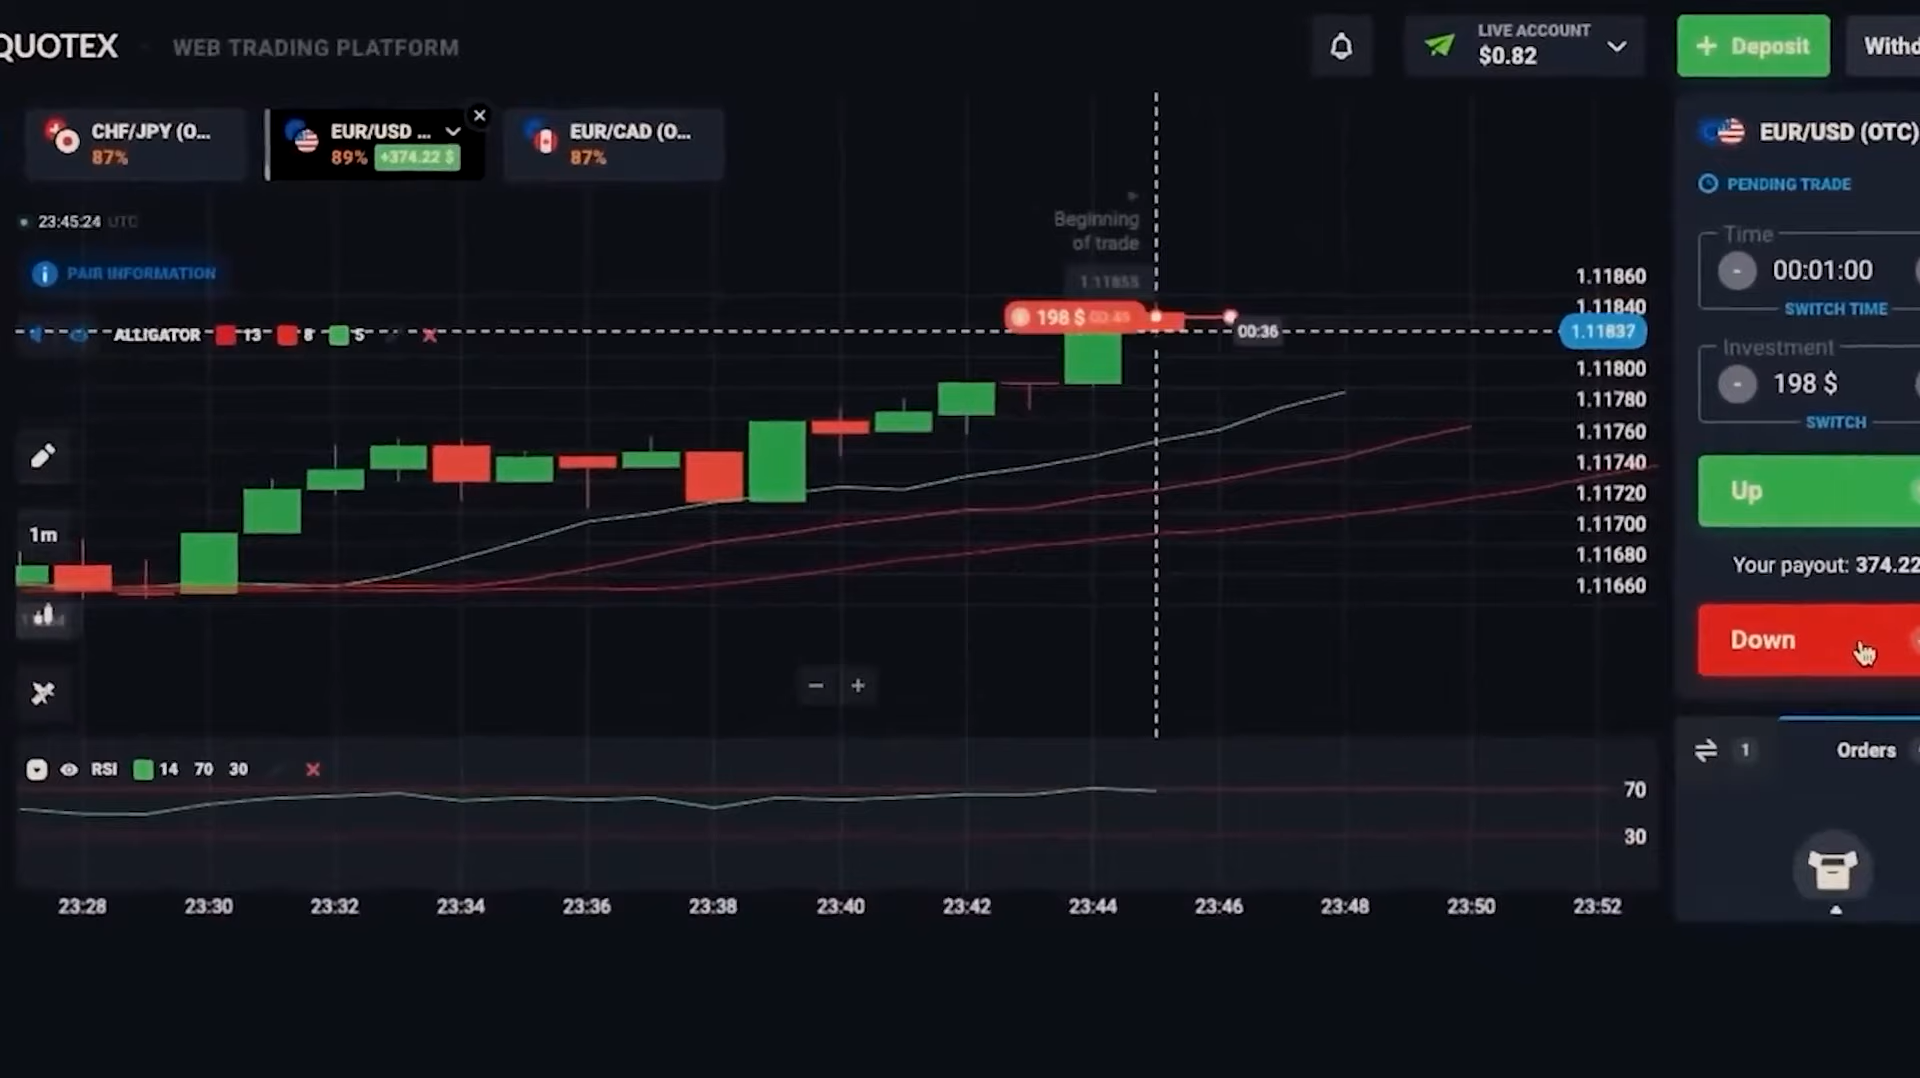 QUOTEX
WEB TRADING PLATFORM
LIVE ACCOUNT
$0.82
+ Deposit
CHF/JPY (O...
87%
EUR/USD ...
89% +374.22 $
EUR/CAD (O...
87%
EUR/USD (OTC)
PENDING TRADE
23:45:24 UTC
Beginning
of trade
PAIR INFORMATION
Time
00:01:00
SWITCH TIME
1.11860
1.11840
1.11837
1.11800
1.11780
1.11760
1.11740
1.11720
1.11700
1.11680
1.11660
198 $
00:36
ALLIGATOR 13 8 5
Investment
198 $
SWITCH
Up
Your payout: 374.22
Down
1m
1 Orders
RSI 14 70 30
70
30
23:28 23:30 23:32 23:34 23:36 23:38 23:40 23:42 23:44 23:46 23:48 23:50 23:52